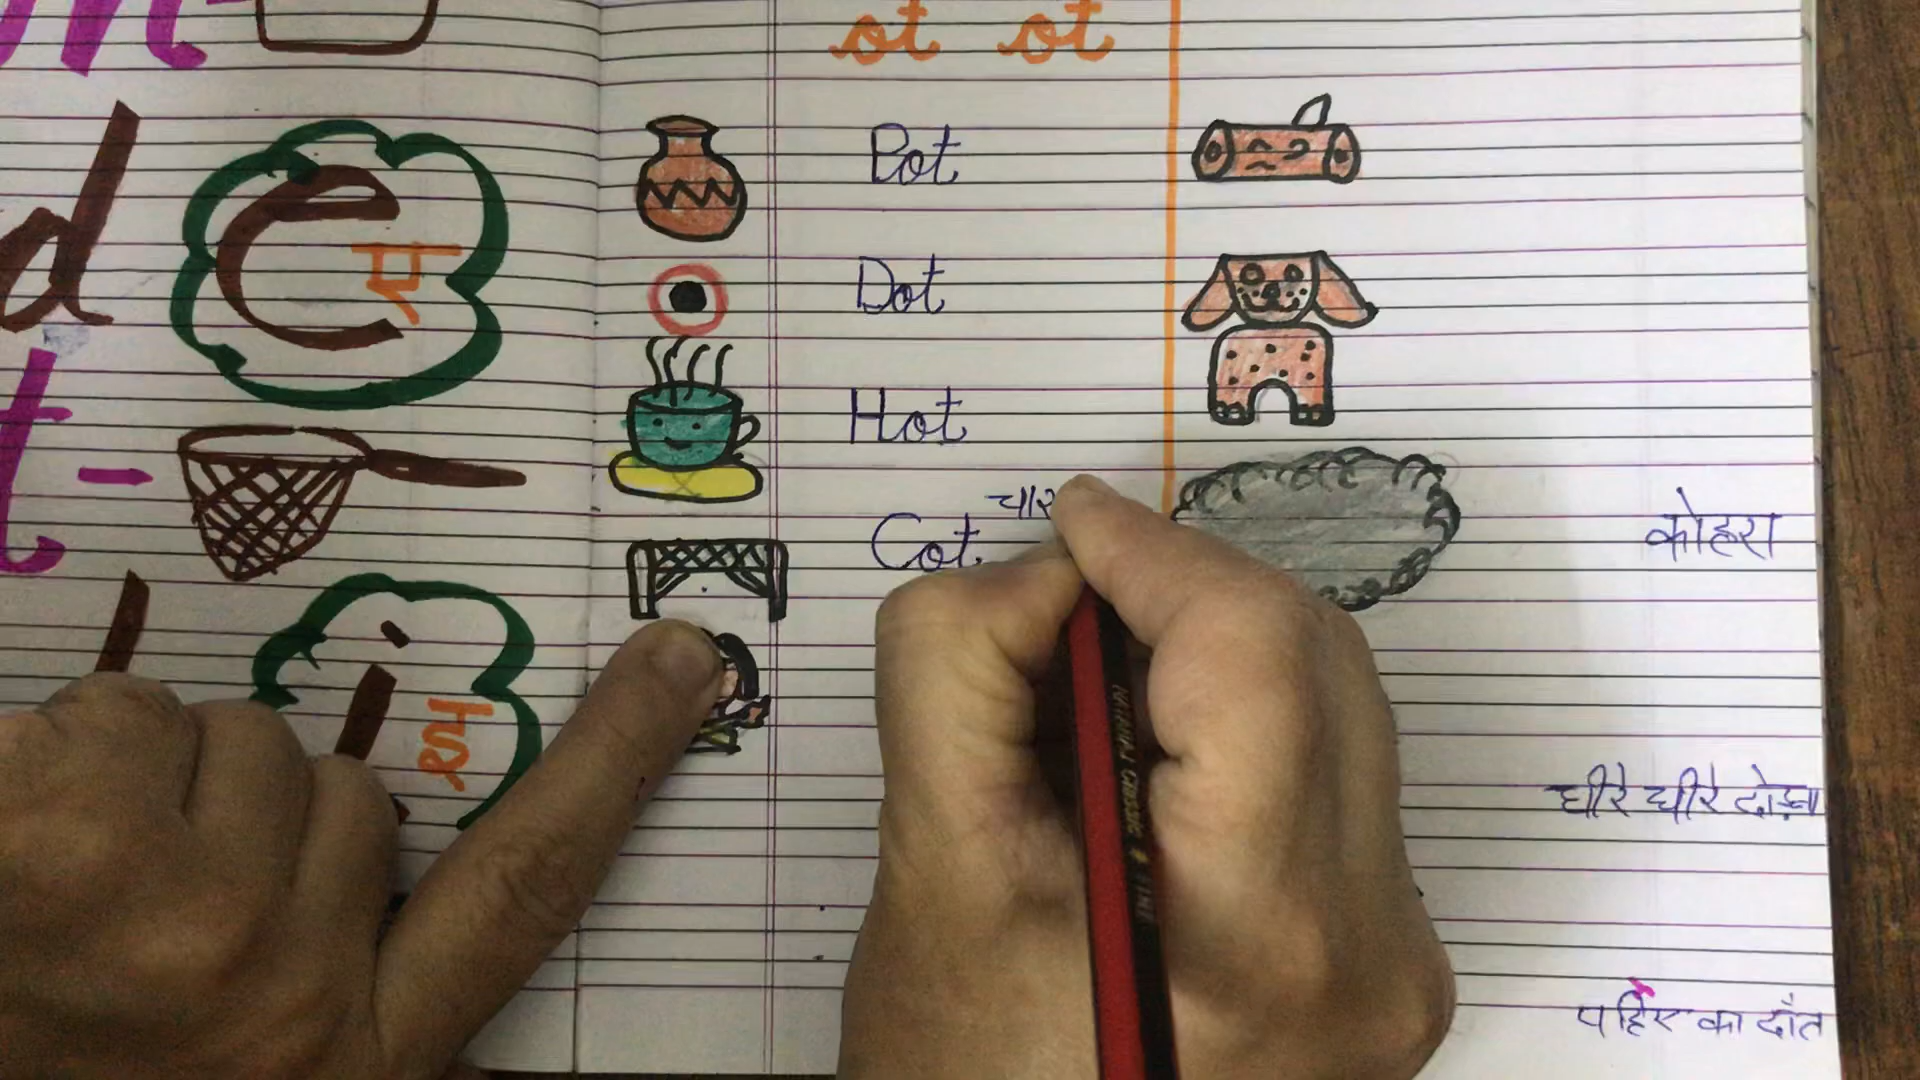 ot ot
d
e ए
t -
i इ
Pot
Dot
Hot
Cot
कोहरा
धीरे धीरे दौड़ना
पहिए का दाँत